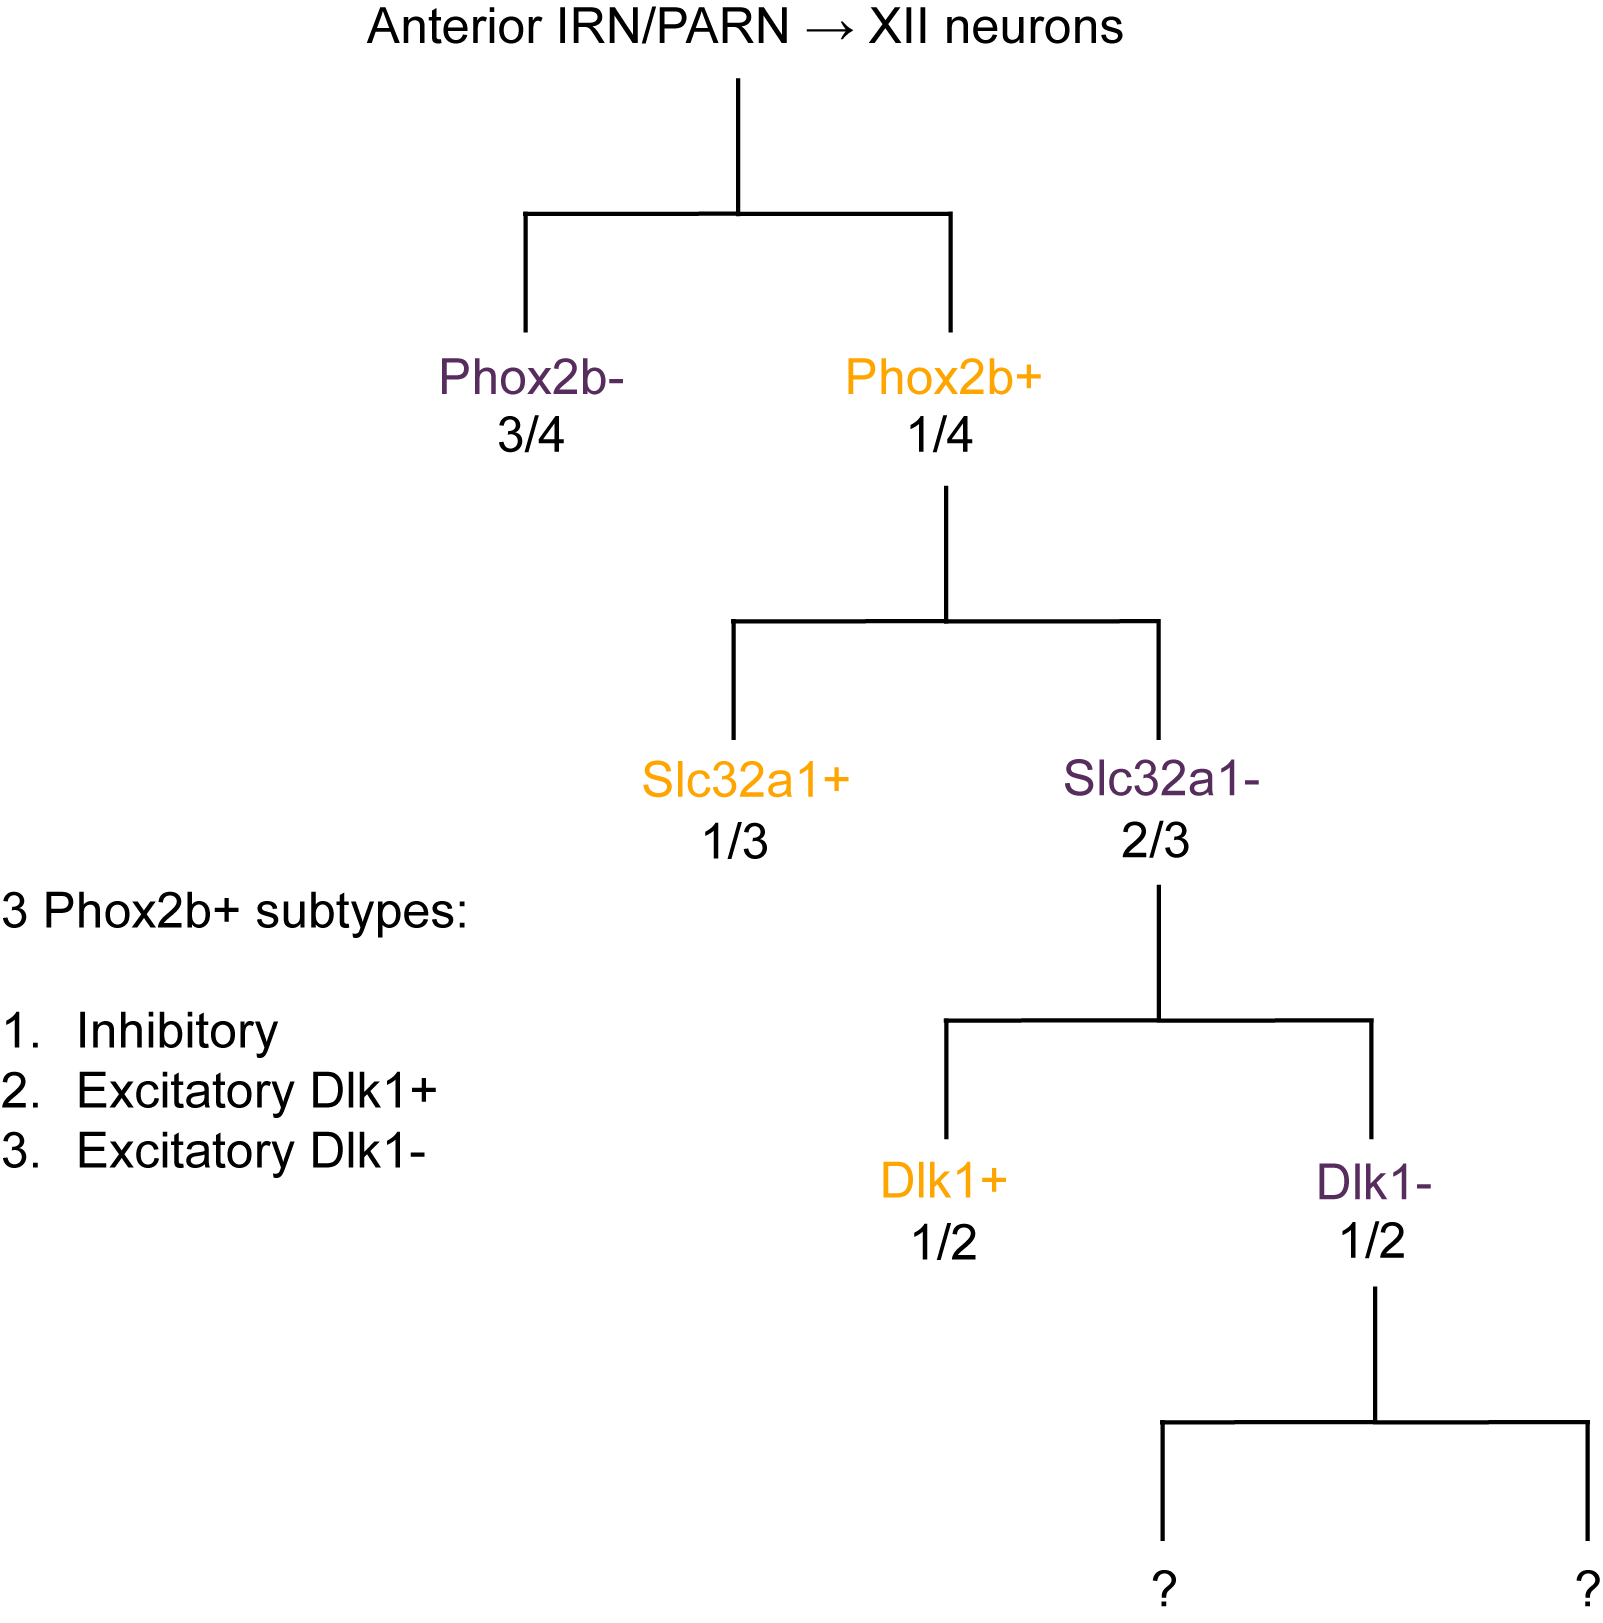 Anterior IRN/PARN → XII neurons
Phox2b- Phox2b+
3/4 1/4
Slc32a1+ Slc32a1-
1/3 2/3
3 Phox2b+ subtypes:
1. Inhibitory
2. Excitatory Dlk1+
3. Excitatory Dlk1-
Dlk1+ Dlk1-
1/2 1/2
? ?